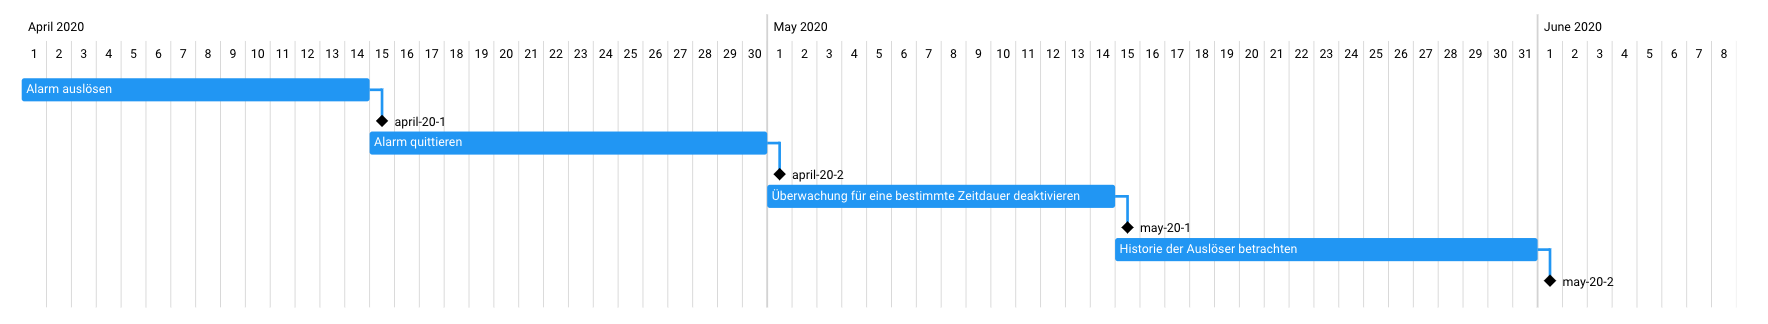 April 2020 May 2020 June 2020
1 2 3 4 5 6 7 8 9 10 11 12 13 14 15 16 17 18 19 20 21 22 23 24 25 26 27 28 29 30 1 2 3 4 5 6 7 8 9 10 11 12 13 14 15 16 17 18 19 20 21 22 23 24 25 26 27 28 29 30 31 1 2 3 4 5 6 7 8
Alarm auslösen
april-20-1
Alarm quittieren
april-20-2
Überwachung für eine bestimmte Zeitdauer deaktivieren
may-20-1
Historie der Auslöser betrachten
may-20-2